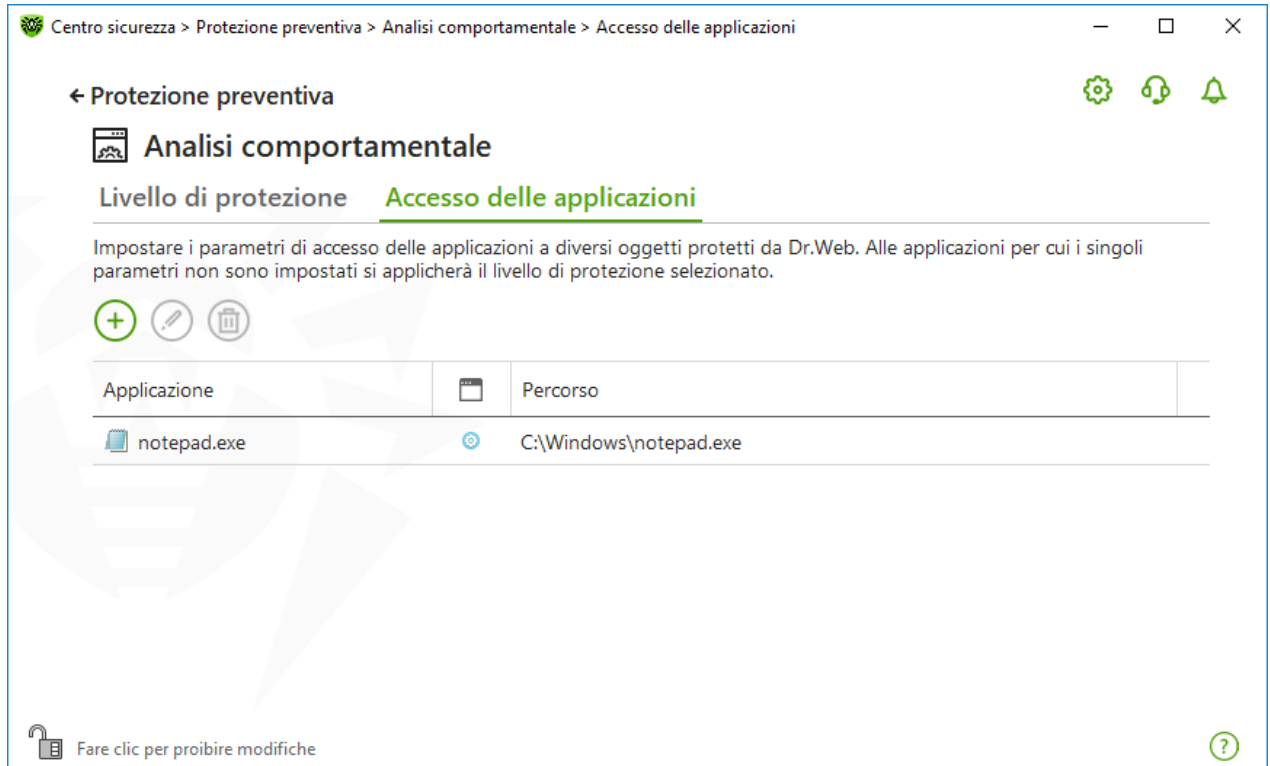 Centro sicurezza > Protezione preventiva > Analisi comportamentale > Accesso delle applicazioni
Protezione preventiva
Analisi comportamentale
Livello di protezione Accesso delle applicazioni
Impostare i parametri di accesso delle applicazioni a diversi oggetti protetti da Dr.Web. Alle applicazioni per cui i singoli
parametri non sono impostati si applicherà il livello di protezione selezionato.
Applicazione Percorso
notepad.exe C:\Windows\notepad.exe
Fare clic per proibire modifiche
?